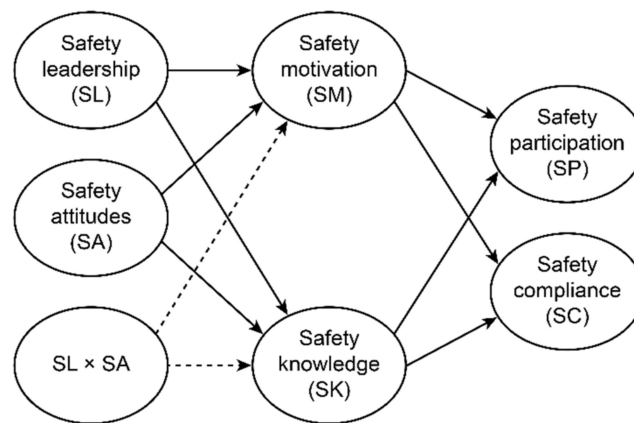 Safety
leadership
(SL)
Safety
attitudes
(SA)
SL × SA
Safety
motivation
(SM)
Safety
knowledge
(SK)
Safety
participation
(SP)
Safety
compliance
(SC)